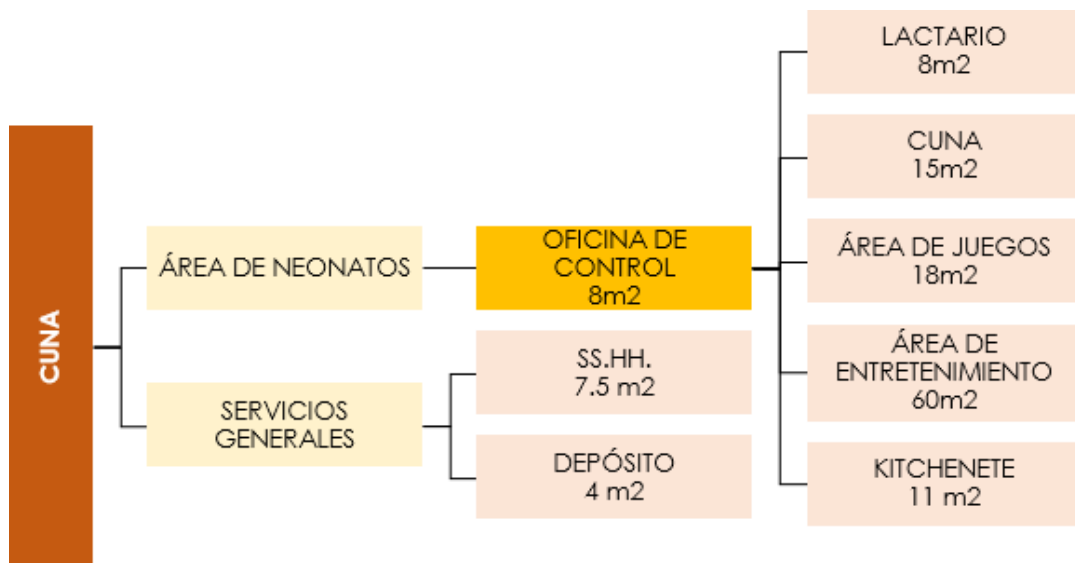 CUNA
ÁREA DE NEONATOS
SERVICIOS
GENERALES
OFICINA DE
CONTROL
8m2
SS.HH.
7.5 m2
DEPÓSITO
4 m2
LACTARIO
8m2
CUNA
15m2
ÁREA DE JUEGOS
18m2
ÁREA DE
ENTRETENIMIENTO
60m2
KITCHENETE
11 m2